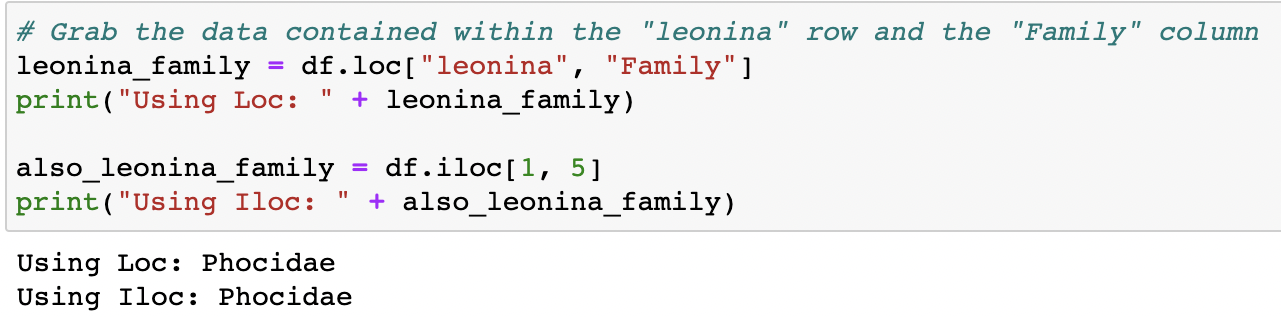 # Grab the data contained within the "leonina" row and the "Family" column
leonina_family = df.loc["leonina", "Family"]
print("Using Loc: " + leonina_family)
also_leonina_family = df.iloc[1, 5]
print("Using Iloc: " + also_leonina_family)
Using Loc: Phocidae
Using Iloc: Phocidae